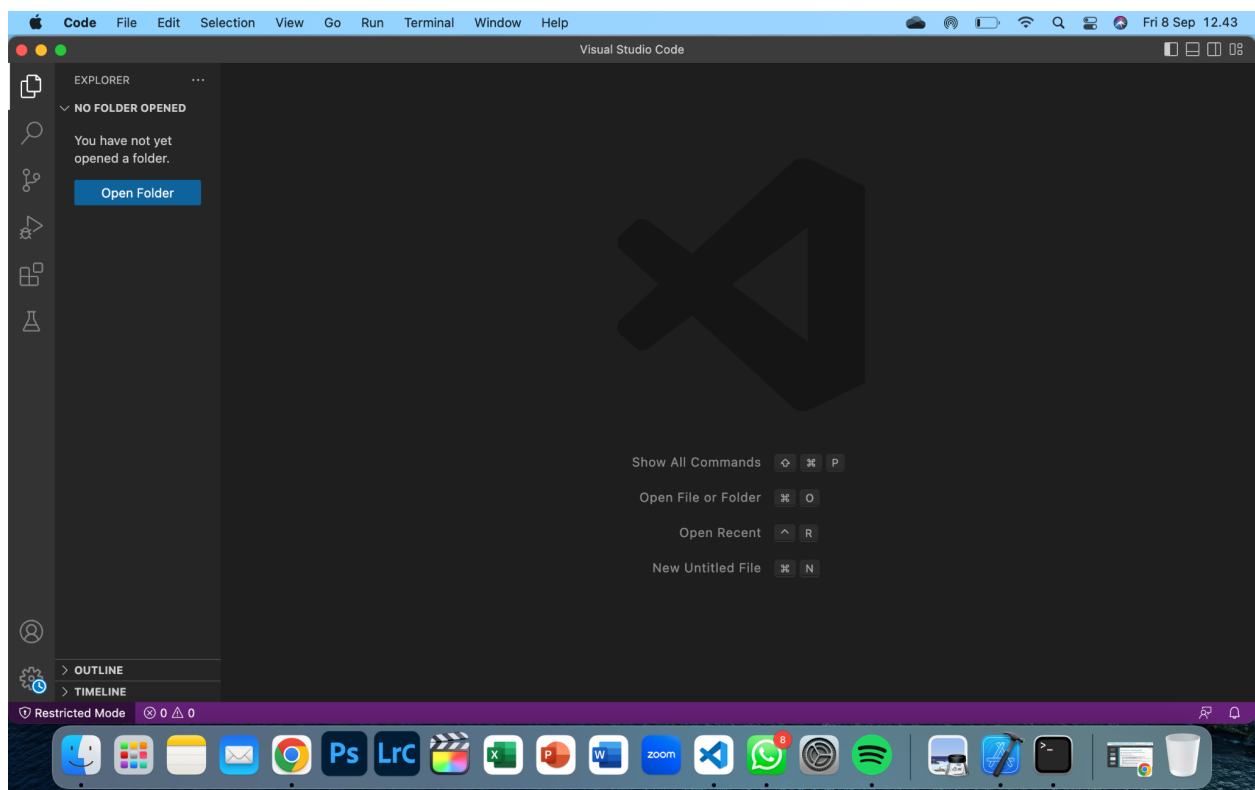 Code File Edit Selection View Go Run Terminal Window Help Fri 8 Sep 12.43
Visual Studio Code
EXPLORER ...
NO FOLDER OPENED
You have not yet
opened a folder.
Open Folder
Show All Commands ⇧ ⌘ P
Open File or Folder ⌘ O
Open Recent ^ R
New Untitled File ⌘ N
OUTLINE
TIMELINE
Restricted Mode 0 0
Ps LrC X P W zoom 8 >_